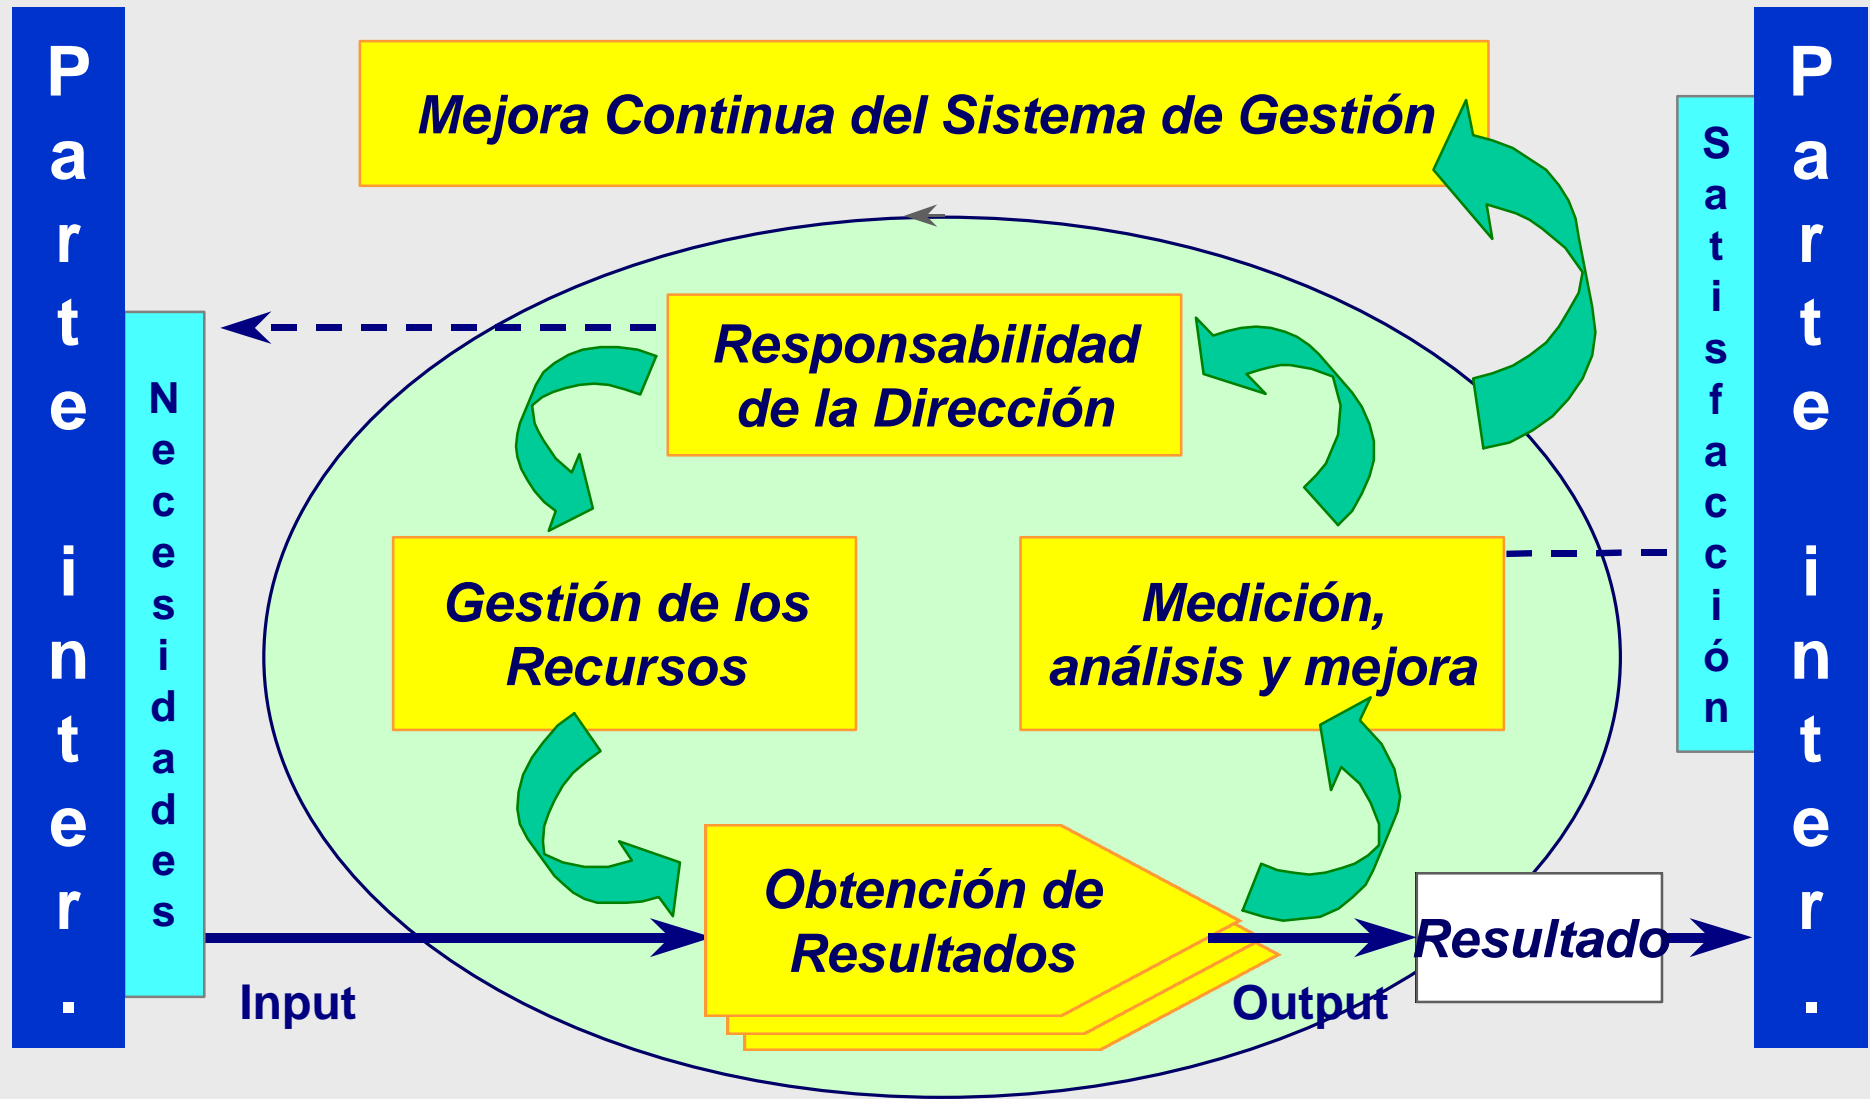 Parte inter.
Necesidades
Mejora Continua del Sistema de Gestión
Responsabilidad
de la Dirección
Gestión de los
Recursos
Medición,
análisis y mejora
Obtención de
Resultados
Input
Output
Resultado
Satisfacción
Parte inter.